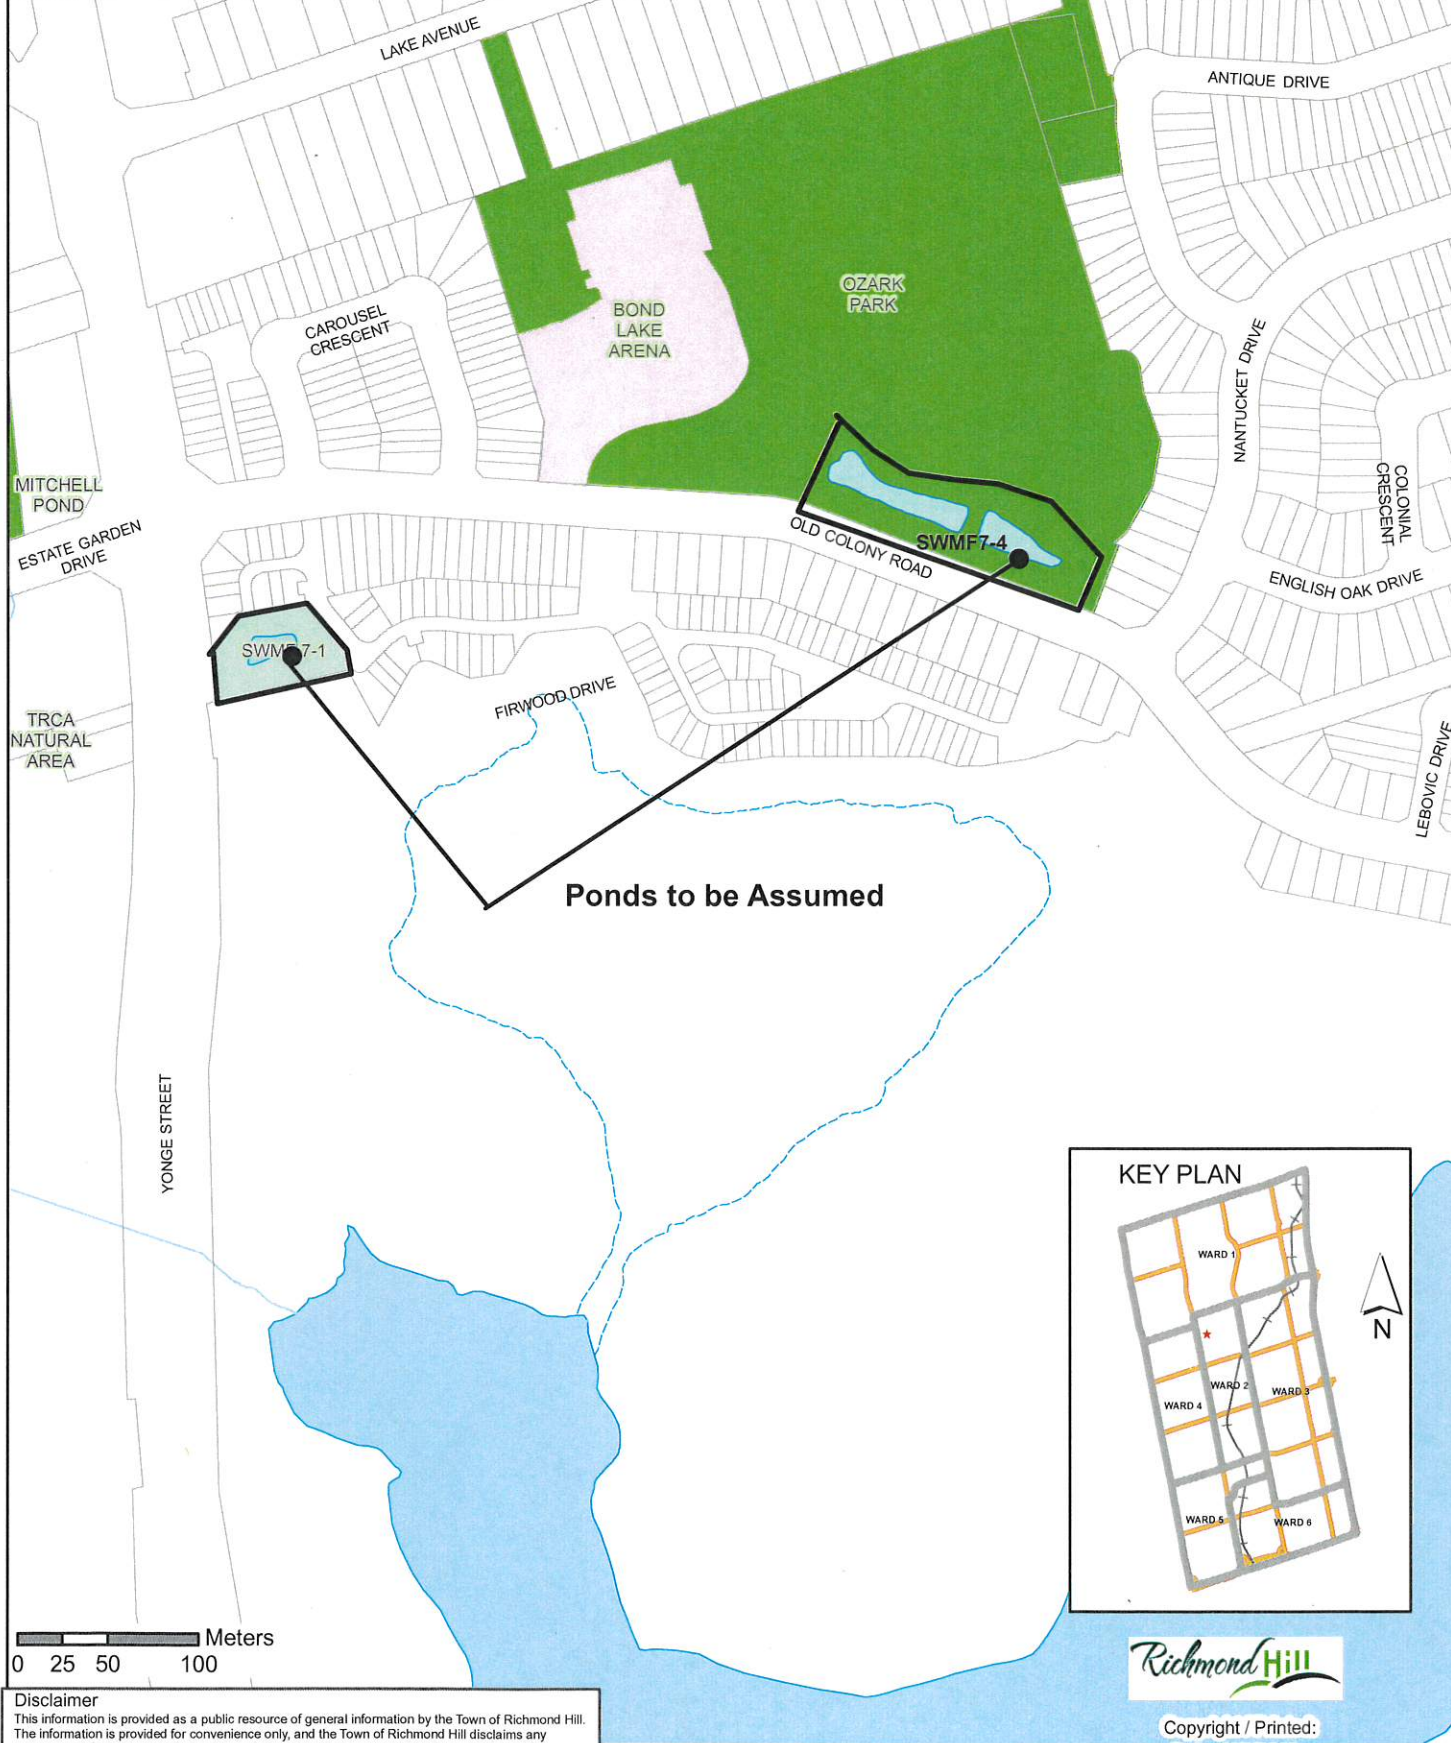 LAKE AVENUE
ANTIQUE DRIVE
OZARK
PARK
BOND
LAKE
ARENA
CAROUSEL
CRESCENT
NANTUCKET DRIVE
COLONIAL
CRESCENT
MITCHELL
POND
ESTATE GARDEN
DRIVE
OLD COLONY ROAD
SWMF7-4
ENGLISH OAK DRIVE
SWMF7-1
FIRWOOD DRIVE
TRCA
NATURAL
AREA
LEBOVIC DRIVE
Ponds to be Assumed
YONGE STREET
KEY PLAN
WARD 1
N
WARD 2
WARD 3
WARD 4
WARD 5
WARD 6
Meters
0 25 50 100
Richmond Hill
Disclaimer
This information is provided as a public resource of general information by the Town of Richmond Hill.
The information is provided for convenience only, and the Town of Richmond Hill disclaims any
Copyright / Printed: